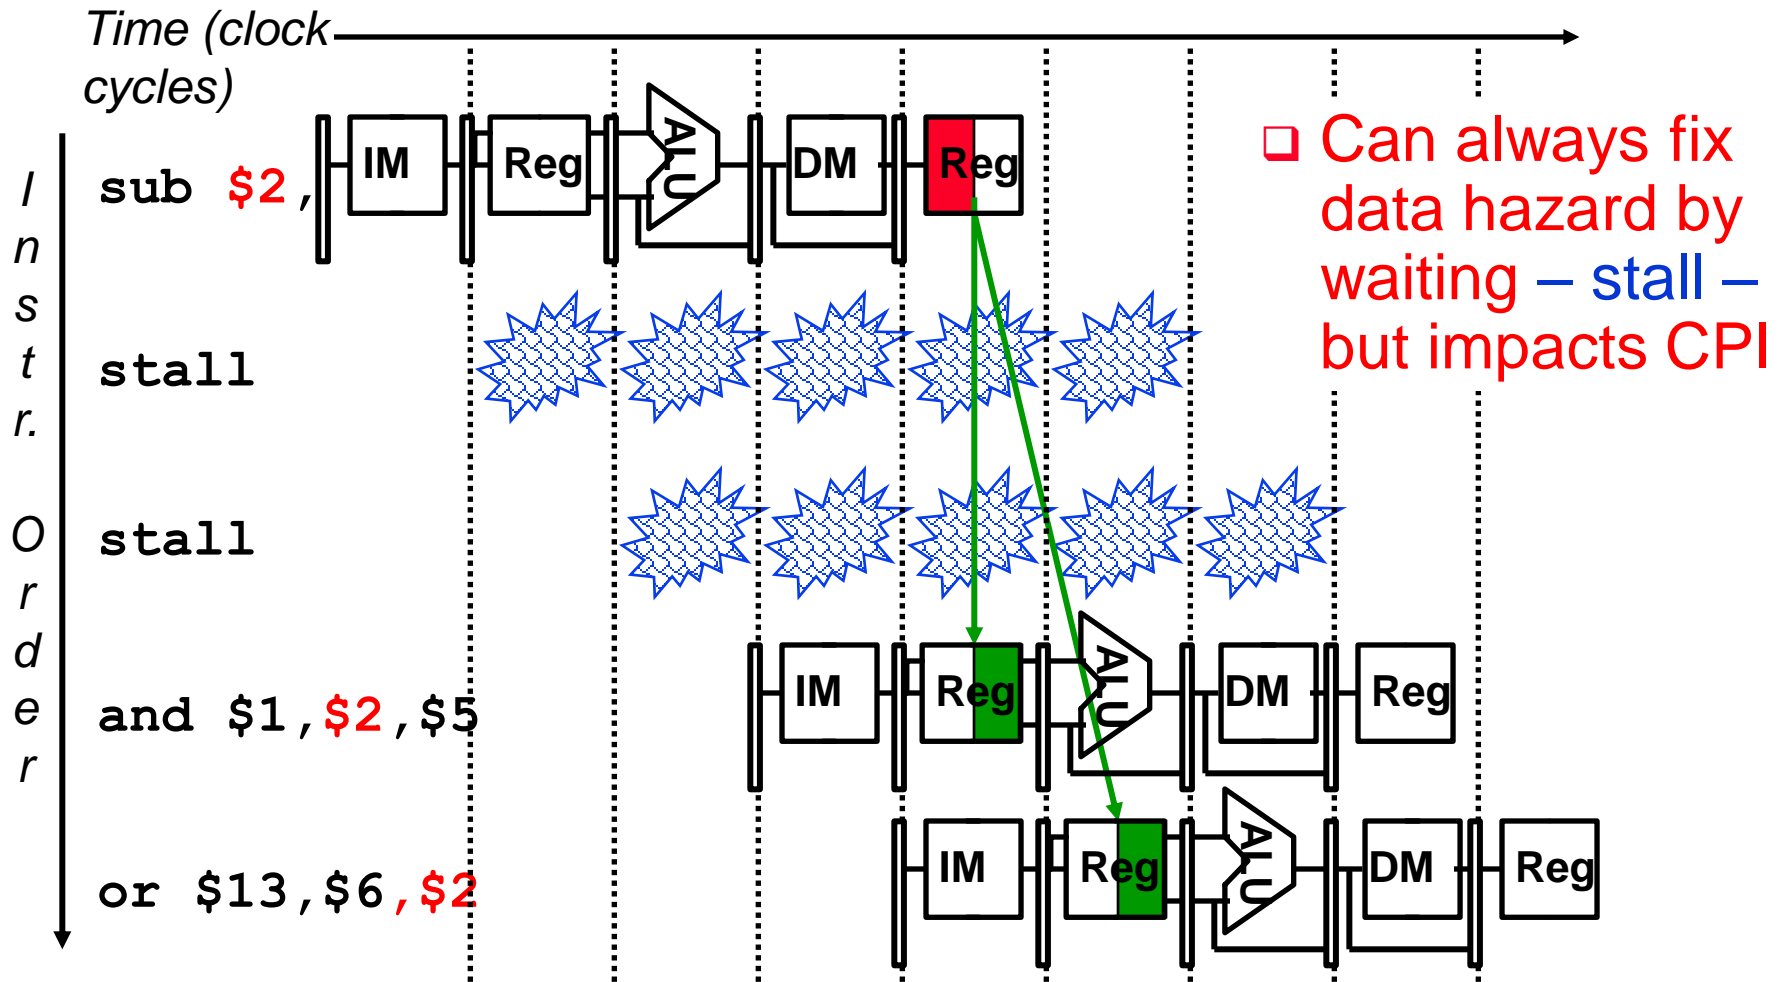 Time (clock
cycles)
Instr. Order
sub $2,
IM
Reg
ALU
DM
Reg
❑ Can always fix
data hazard by
waiting – stall –
but impacts CPI
stall
stall
and $1,$2,$5
IM
Reg
ALU
DM
Reg
or $13,$6,$2
IM
Reg
ALU
DM
Reg